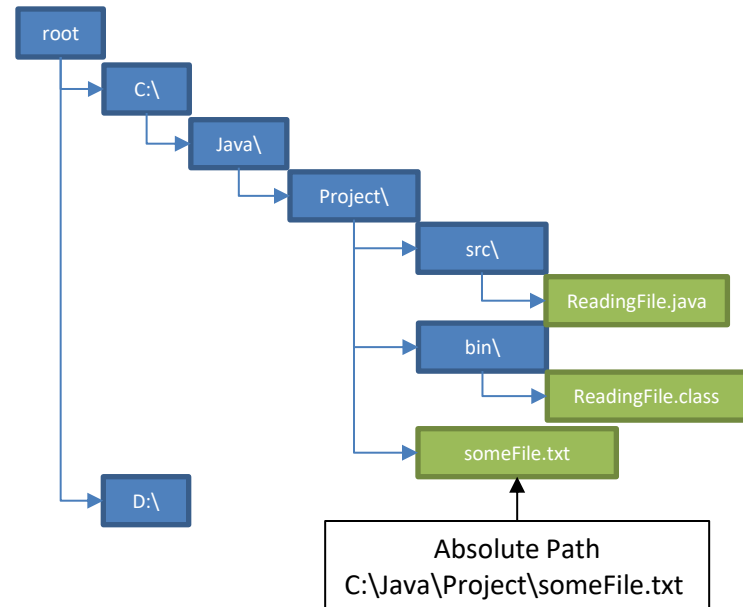 root
C:\
Java\
Project\
src\
ReadingFile.java
bin\
ReadingFile.class
someFile.txt
D:\
Absolute Path
C:\Java\Project\someFile.txt